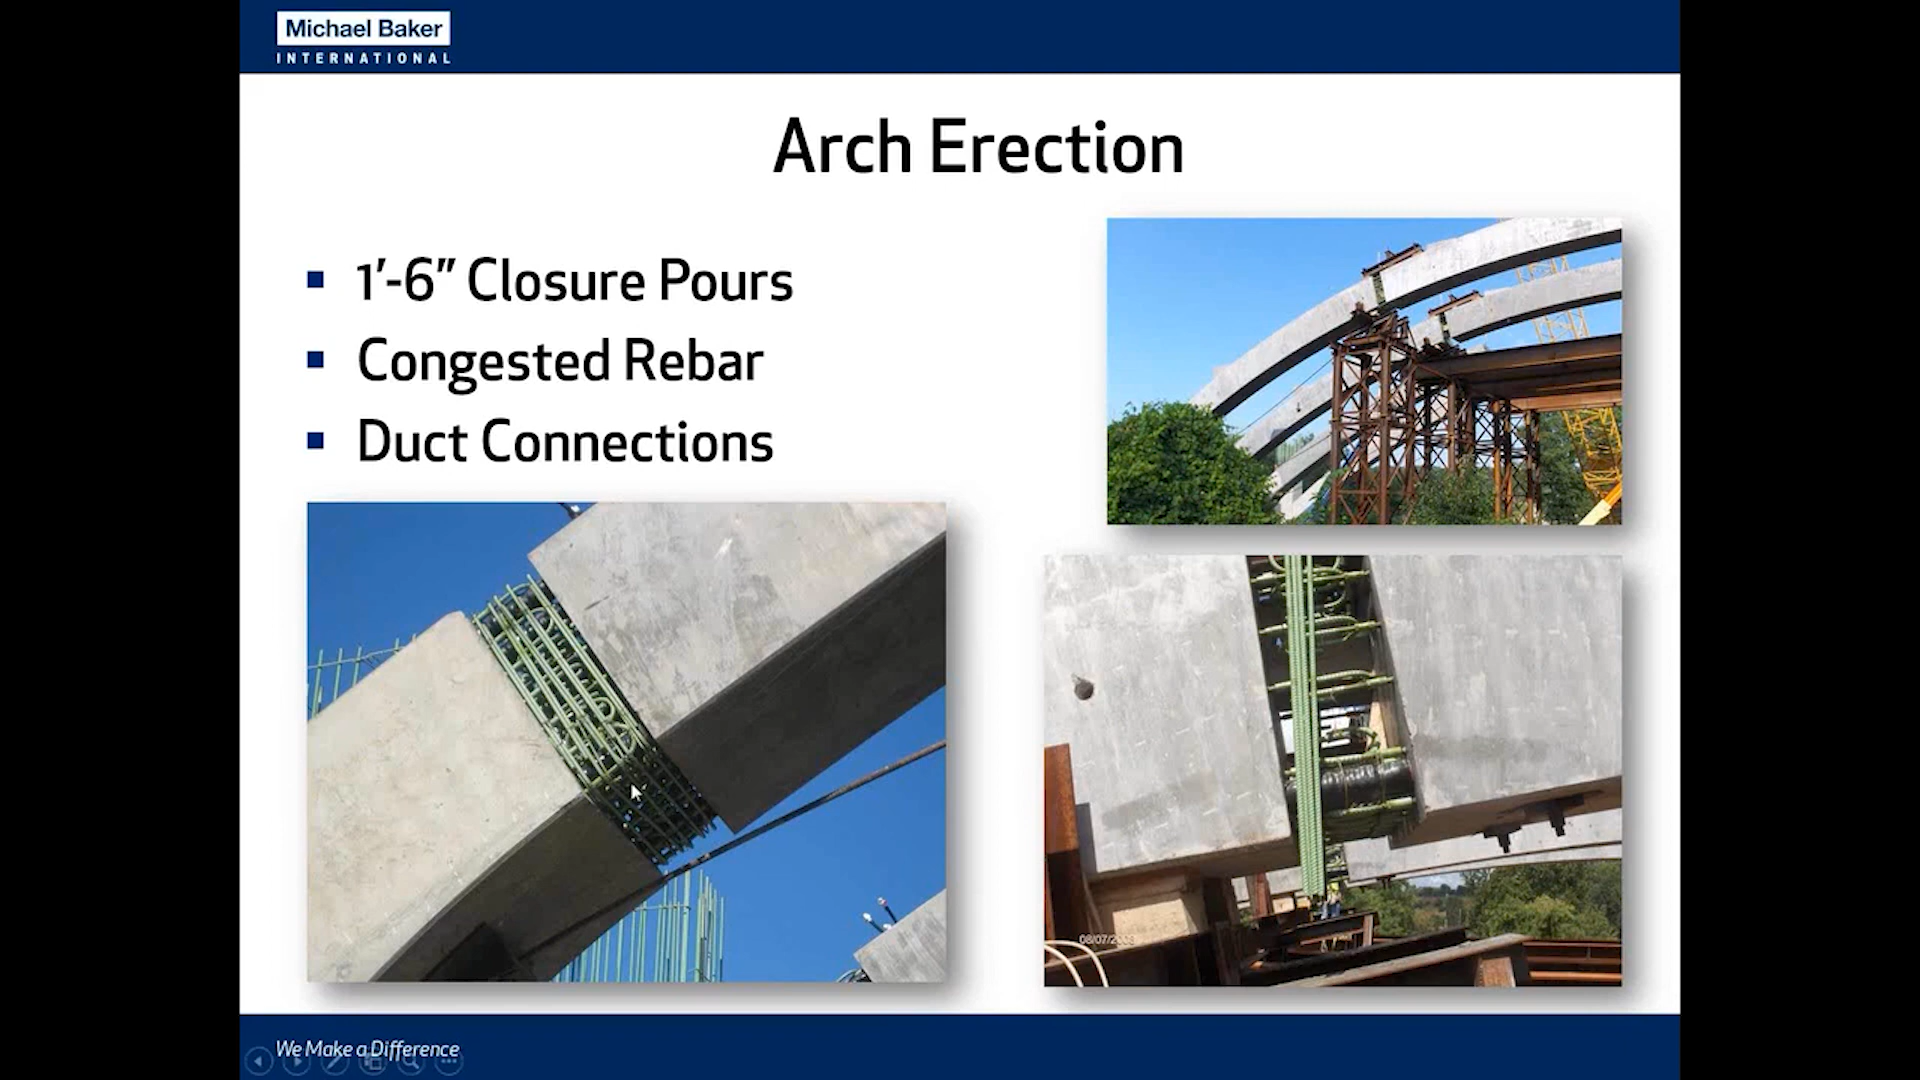 Michael Baker
INTERNATIONAL
Arch Erection
1'-6" Closure Pours
Congested Rebar
Duct Connections
We Make a Difference